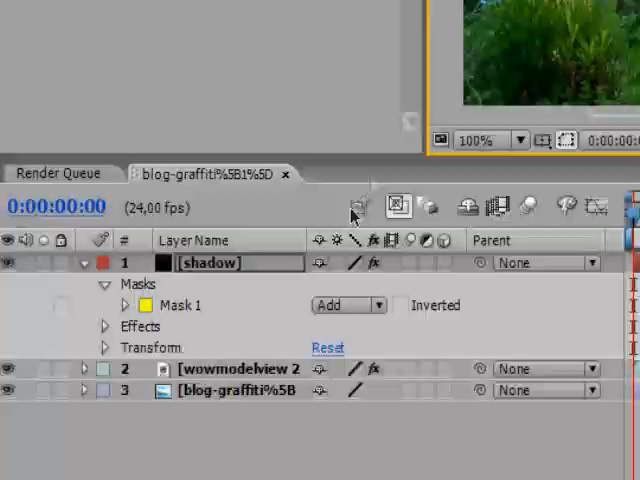 100%
0:00:00:0
Render Queue
blog-graffiti%5B1%5D
0:00:00:00 (24,00 fps)
# Layer Name Parent
1 [shadow] None
Masks
Mask 1 Add Inverted
Effects
Transform Reset
2 [wowmodelview 2 None
3 [blog-graffiti%5B None